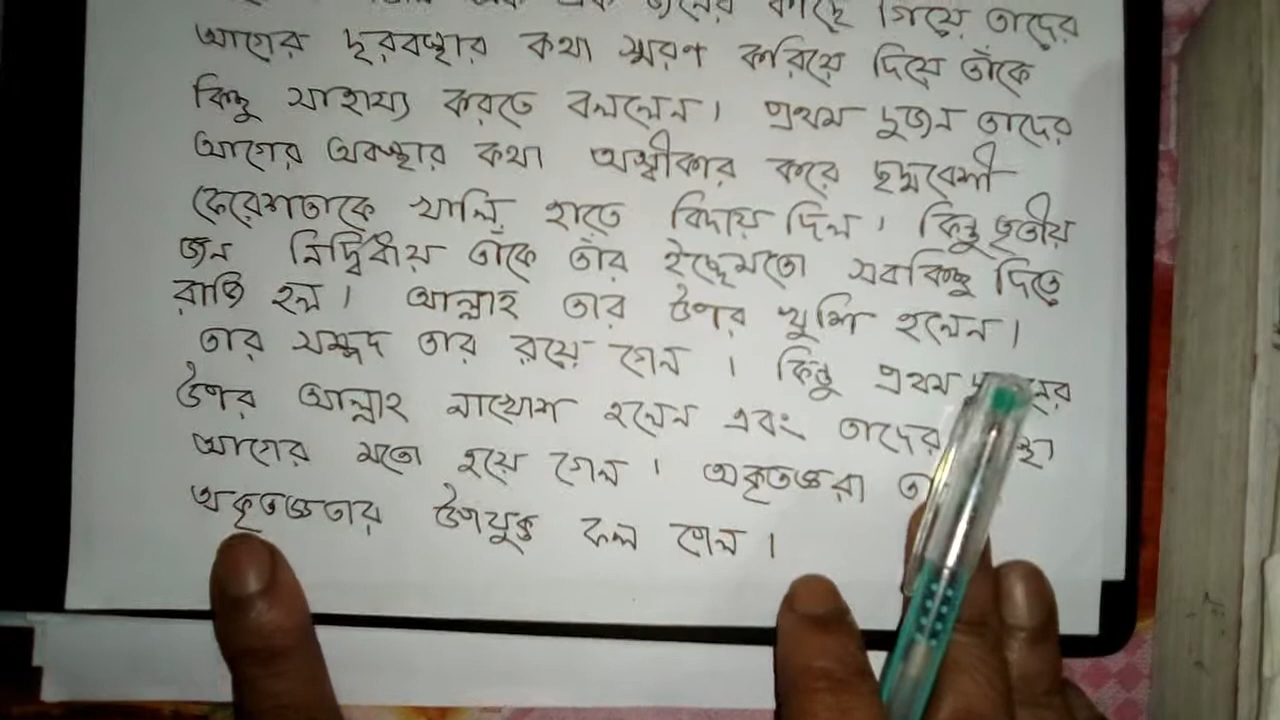 গিয়ে তাদের
আগের দুরবস্থার কথা স্মরণ করিয়ে দিয়ে তাঁকে
কিছু সাহায্য করতে বললেন। প্রথম দুজন তাদের
আগের অবস্থার কথা অস্বীকার করে ছদ্মবেশী
ফেরেশতাকে খালি হাতে বিদায় দিল। কিন্তু তৃতীয়
জন নির্দ্বিধায় তাঁকে তাঁর ইচ্ছেমতো সবকিছু দিতে
রাজি হল। আল্লাহ তার উপর খুশি হলেন।
তার সম্পদ তার রয়ে গেল। কিন্তু প্রথম
উপর আল্লাহ নাখোশ হলেন এবং তাদের
আগের মতো হয়ে গেল। অকৃতজ্ঞরা
অকৃতজ্ঞতার উপযুক্ত ফল পেল।